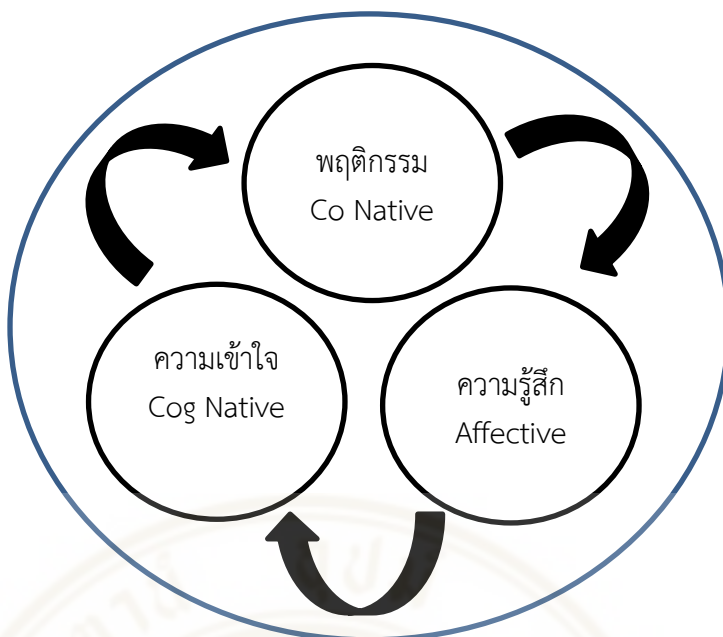 พฤติกรรม
Co Native
ความเข้าใจ
Cog Native
ความรู้สึก
Affective